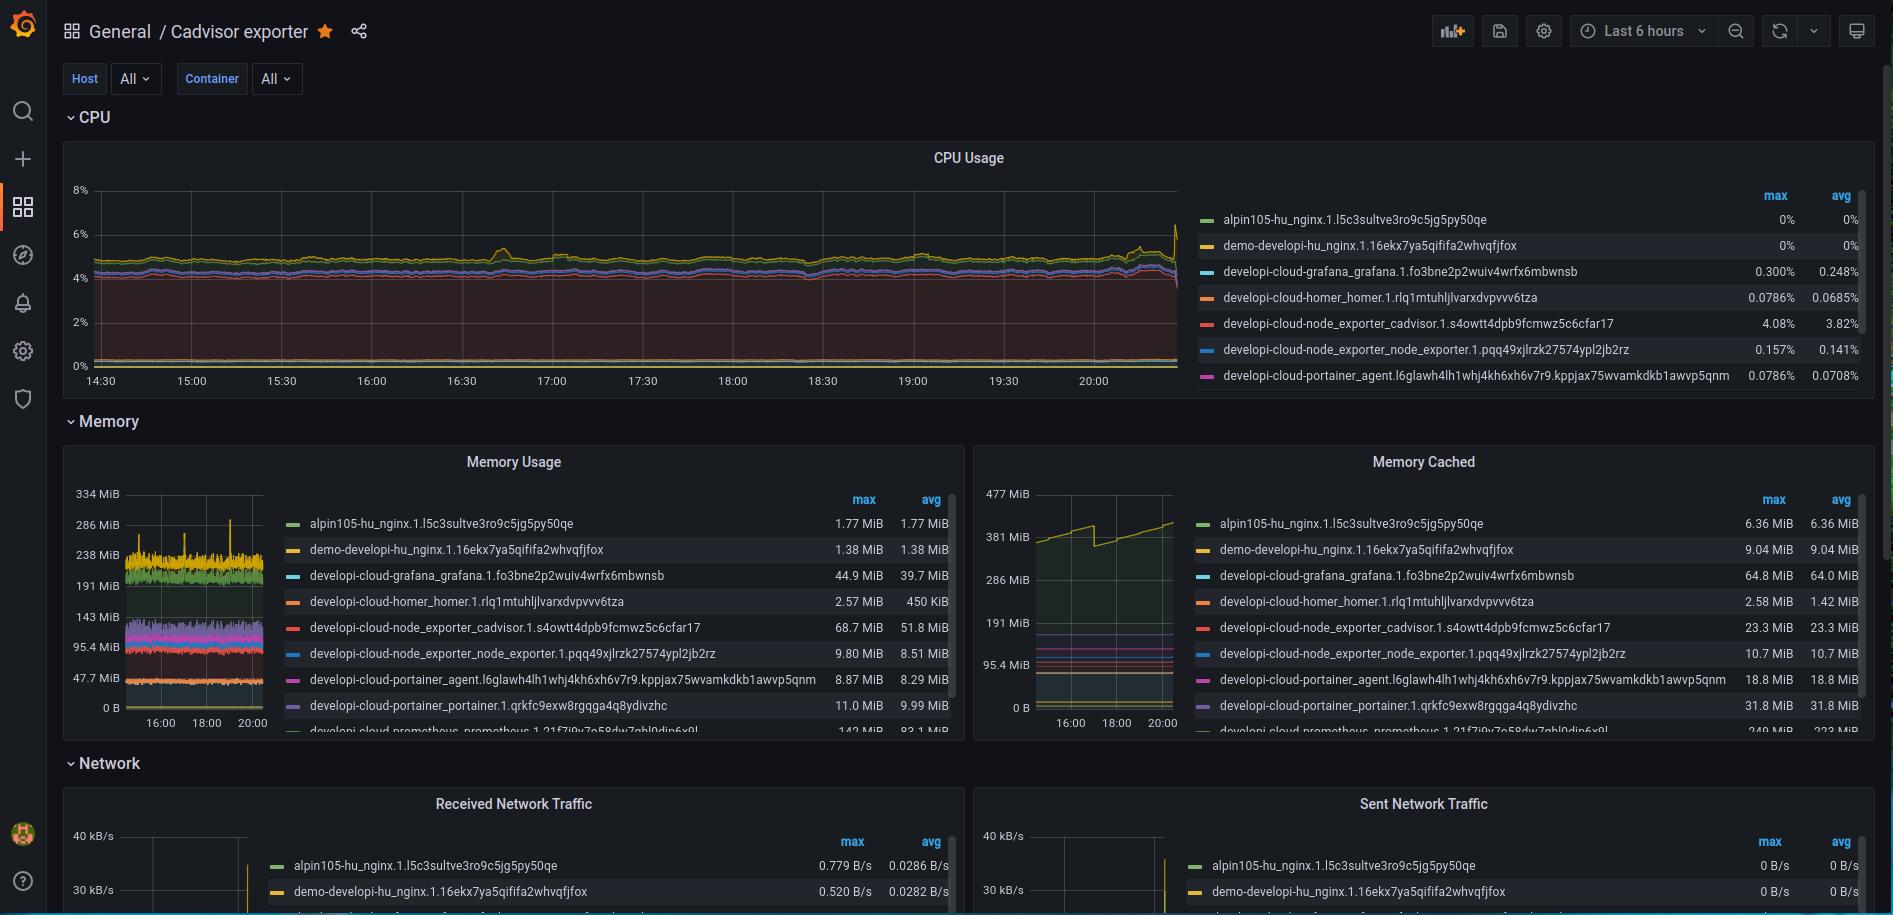 General / Cadvisor exporter
Last 6 hours
Host All Container All
CPU
CPU Usage
8%
6%
4%
2%
0%
14:30 15:00 15:30 16:00 16:30 17:00 17:30 18:00 18:30 19:00 19:30 20:00
max avg
alpin105-hu_nginx.1.l5c3sultve3ro9c5jg5py50qe 0% 0%
demo-developi-hu_nginx.1.16ekx7ya5qififa2whvqfjfox 0% 0%
developi-cloud-grafana_grafana.1.fo3bne2p2wuiv4wrfx6mbwnsb 0.300% 0.248%
developi-cloud-homer_homer.1.rlq1mtuhljlvarxdvpvvv6tza 0.0786% 0.0685%
developi-cloud-node_exporter_cadvisor.1.s4owtt4dpb9fcmwz5c6cfar17 4.08% 3.82%
developi-cloud-node_exporter_node_exporter.1.pqq49xjlrzk27574ypl2jb2rz 0.157% 0.141%
developi-cloud-portainer_agent.l6glawh4lh1whj4kh6xh6v7r9.kppjax75wvamkdkb1awvp5qnm 0.0786% 0.0708%
Memory
Memory Usage
334 MiB
286 MiB
238 MiB
191 MiB
143 MiB
95.4 MiB
47.7 MiB
0 B
16:00 18:00 20:00
max avg
alpin105-hu_nginx.1.l5c3sultve3ro9c5jg5py50qe 1.77 MiB 1.77 MiB
demo-developi-hu_nginx.1.16ekx7ya5qififa2whvqfjfox 1.38 MiB 1.38 MiB
developi-cloud-grafana_grafana.1.fo3bne2p2wuiv4wrfx6mbwnsb 44.9 MiB 39.7 MiB
developi-cloud-homer_homer.1.rlq1mtuhljlvarxdvpvvv6tza 2.57 MiB 450 KiB
developi-cloud-node_exporter_cadvisor.1.s4owtt4dpb9fcmwz5c6cfar17 68.7 MiB 51.8 MiB
developi-cloud-node_exporter_node_exporter.1.pqq49xjlrzk27574ypl2jb2rz 9.80 MiB 8.51 MiB
developi-cloud-portainer_agent.l6glawh4lh1whj4kh6xh6v7r9.kppjax75wvamkdkb1awvp5qnm 8.87 MiB 8.29 MiB
developi-cloud-portainer_portainer.1.qrkfc9exw8rgqga4q8ydivzhc 11.0 MiB 9.99 MiB
142 MiB 83.1 MiB
Memory Cached
477 MiB
381 MiB
286 MiB
191 MiB
95.4 MiB
0 B
16:00 18:00 20:00
max avg
alpin105-hu_nginx.1.l5c3sultve3ro9c5jg5py50qe 6.36 MiB 6.36 MiB
demo-developi-hu_nginx.1.16ekx7ya5qififa2whvqfjfox 9.04 MiB 9.04 MiB
developi-cloud-grafana_grafana.1.fo3bne2p2wuiv4wrfx6mbwnsb 64.8 MiB 64.0 MiB
developi-cloud-homer_homer.1.rlq1mtuhljlvarxdvpvvv6tza 2.58 MiB 1.42 MiB
developi-cloud-node_exporter_cadvisor.1.s4owtt4dpb9fcmwz5c6cfar17 23.3 MiB 23.3 MiB
developi-cloud-node_exporter_node_exporter.1.pqq49xjlrzk27574ypl2jb2rz 10.7 MiB 10.7 MiB
developi-cloud-portainer_agent.l6glawh4lh1whj4kh6xh6v7r9.kppjax75wvamkdkb1awvp5qnm 18.8 MiB 18.8 MiB
developi-cloud-portainer_portainer.1.qrkfc9exw8rgqga4q8ydivzhc 31.8 MiB 31.8 MiB
249 MiB 223 MiB
Network
Received Network Traffic
40 kB/s
30 kB/s
max avg
alpin105-hu_nginx.1.l5c3sultve3ro9c5jg5py50qe 0.779 B/s 0.0286 B/s
demo-developi-hu_nginx.1.16ekx7ya5qififa2whvqfjfox 0.520 B/s 0.0282 B/s
Sent Network Traffic
40 kB/s
30 kB/s
max avg
alpin105-hu_nginx.1.l5c3sultve3ro9c5jg5py50qe 0 B/s 0 B/s
demo-developi-hu_nginx.1.16ekx7ya5qififa2whvqfjfox 0 B/s 0 B/s